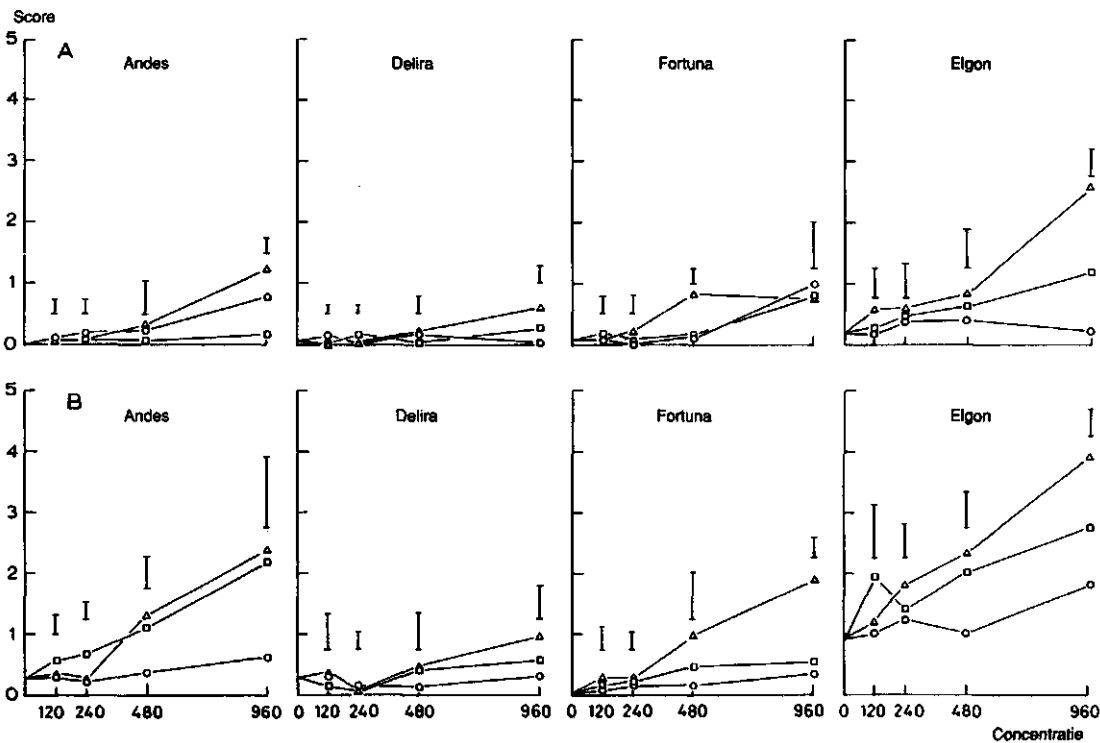 Score
5
4
3
2
1
0
A
Andes
Delira
Fortuna
Elgon
5
4
3
2
1
0
B
Andes
Delira
Fortuna
Elgon
120 240 480 960
0 120 240 480 960
0 120 240 480 960
0 120 240 480 960
Concentratie